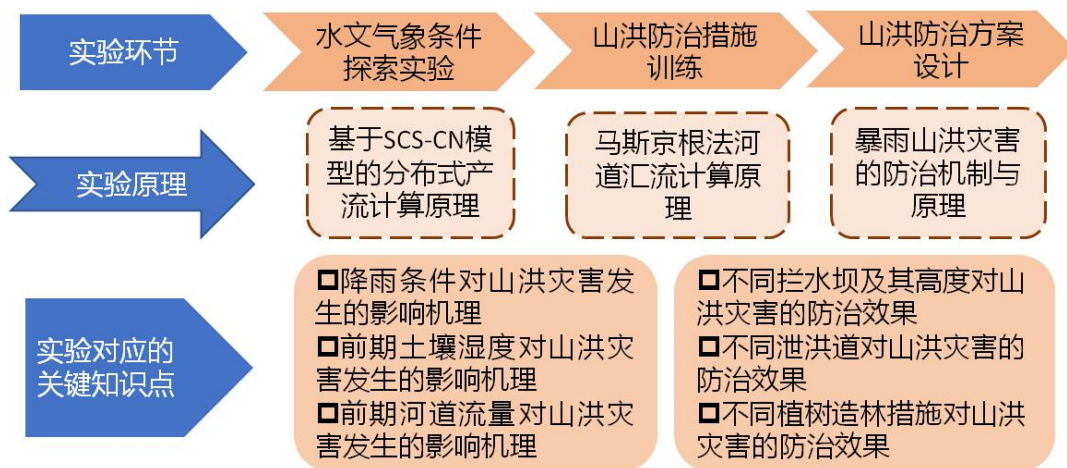 实验环节
水文气象条件
探索实验
山洪防治措施
训练
山洪防治方案
设计
实验原理
基于SCS-CN模
型的分布式产
流计算原理
马斯京根法河
道汇流计算原
理
暴雨山洪灾害
的防治机制与
原理
实验对应的
关键知识点
降雨条件对山洪灾害发
生的影响机理
前期土壤湿度对山洪灾
害发生的影响机理
前期河道流量对山洪灾
害发生的影响机理
不同拦水坝及其高度对山
洪灾害的防治效果
不同泄洪道对山洪灾害的
防治效果
不同植树造林措施对山洪
灾害的防治效果